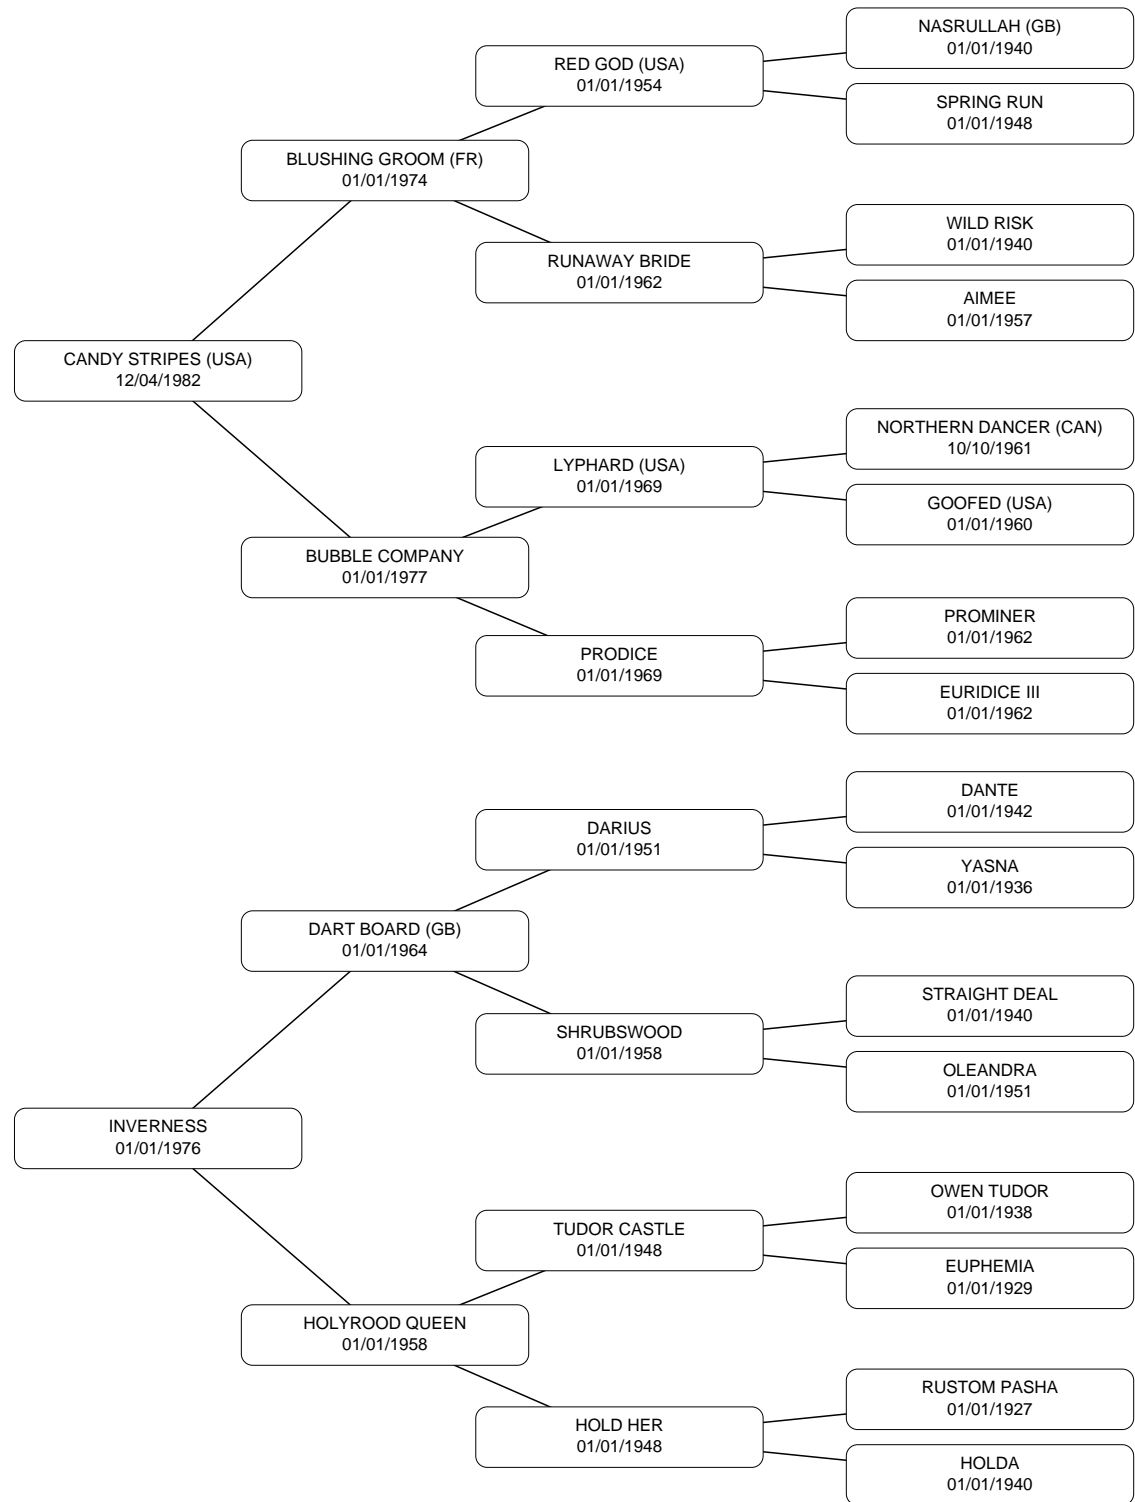 NASRULLAH (GB)
01/01/1940
RED GOD (USA)
01/01/1954
SPRING RUN
01/01/1948
BLUSHING GROOM (FR)
01/01/1974
WILD RISK
01/01/1940
RUNAWAY BRIDE
01/01/1962
AIMEE
01/01/1957
CANDY STRIPES (USA)
12/04/1982
NORTHERN DANCER (CAN)
10/10/1961
LYPHARD (USA)
01/01/1969
GOOFED (USA)
01/01/1960
BUBBLE COMPANY
01/01/1977
PROMINER
01/01/1962
PRODICE
01/01/1969
EURIDICE III
01/01/1962
DANTE
01/01/1942
DARIUS
01/01/1951
YASNA
01/01/1936
DART BOARD (GB)
01/01/1964
STRAIGHT DEAL
01/01/1940
SHRUBSWOOD
01/01/1958
OLEANDRA
01/01/1951
INVERNESS
01/01/1976
OWEN TUDOR
01/01/1938
TUDOR CASTLE
01/01/1948
EUPHEMIA
01/01/1929
HOLYROOD QUEEN
01/01/1958
RUSTOM PASHA
01/01/1927
HOLD HER
01/01/1948
HOLDA
01/01/1940